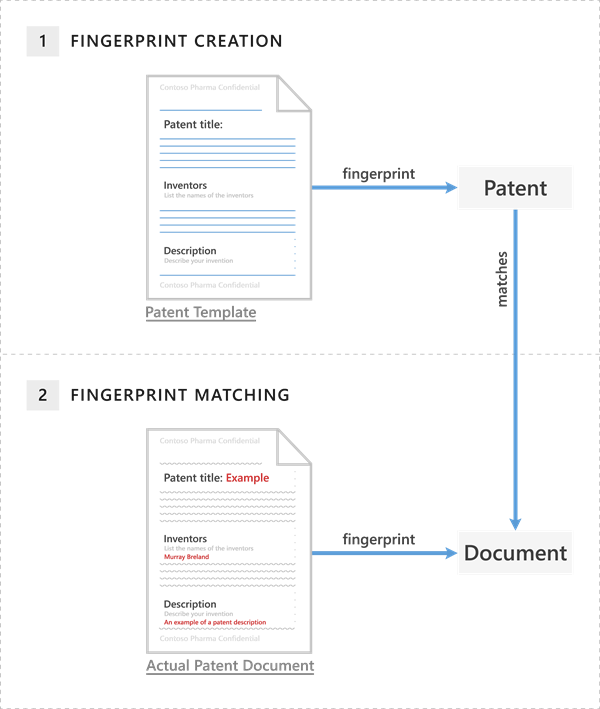 1 FINGERPRINT CREATION
Contoso Pharma Confidential
Patent title:
Inventors
List the names of the inventors
Description
Describe your invention
Contoso Pharma Confidential
Patent Template
fingerprint
Patent
matches
2 FINGERPRINT MATCHING
Contoso Pharma Confidential
Patent title: Example
Inventors
List the names of the inventors
Murray Breland
Description
Describe your invention
An example of a patent description
Contoso Pharma Confidential
Actual Patent Document
fingerprint
Document